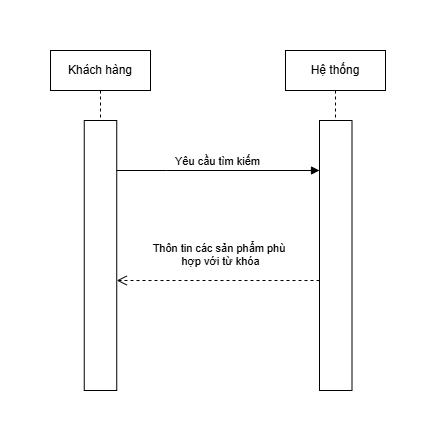 Khách hàng
Hệ thống
Yêu cầu tìm kiếm
Thôn tin các sản phẩm phù
hợp với từ khóa